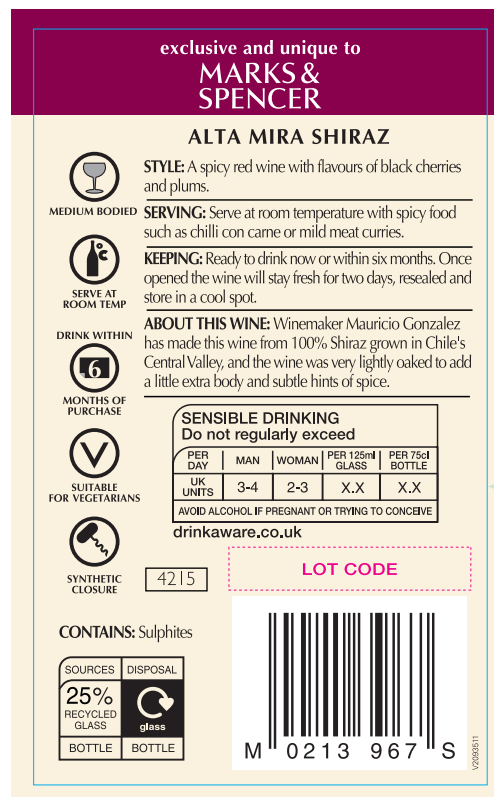 exclusive and unique to
MARKS &
SPENCER
ALTA MIRA SHIRAZ
MEDIUM BODIED
STYLE: A spicy red wine with flavours of black cherries
and plums.
SERVING: Serve at room temperature with spicy food
such as chilli con carne or mild meat curries.
°C
SERVE AT
ROOM TEMP
KEEPING: Ready to drink now or within six months. Once
opened the wine will stay fresh for two days, resealed and
store in a cool spot.
DRINK WITHIN
6
MONTHS OF
PURCHASE
ABOUT THIS WINE: Winemaker Mauricio Gonzalez
has made this wine from 100% Shiraz grown in Chile's
Central Valley, and the wine was very lightly oaked to add
a little extra body and subtle hints of spice.
V
SUITABLE
FOR VEGETARIANS
SENSIBLE DRINKING
Do not regularly exceed
PER DAY MAN WOMAN PER 125ml GLASS PER 75cl BOTTLE
UK UNITS 3-4 2-3 X.X X.X
AVOID ALCOHOL IF PREGNANT OR TRYING TO CONCEIVE
drinkaware.co.uk
SYNTHETIC
CLOSURE
4215
LOT CODE
CONTAINS: Sulphites
SOURCES DISPOSAL
25%
RECYCLED
GLASS
glass
BOTTLE BOTTLE
M 0213 967 S
V2093511